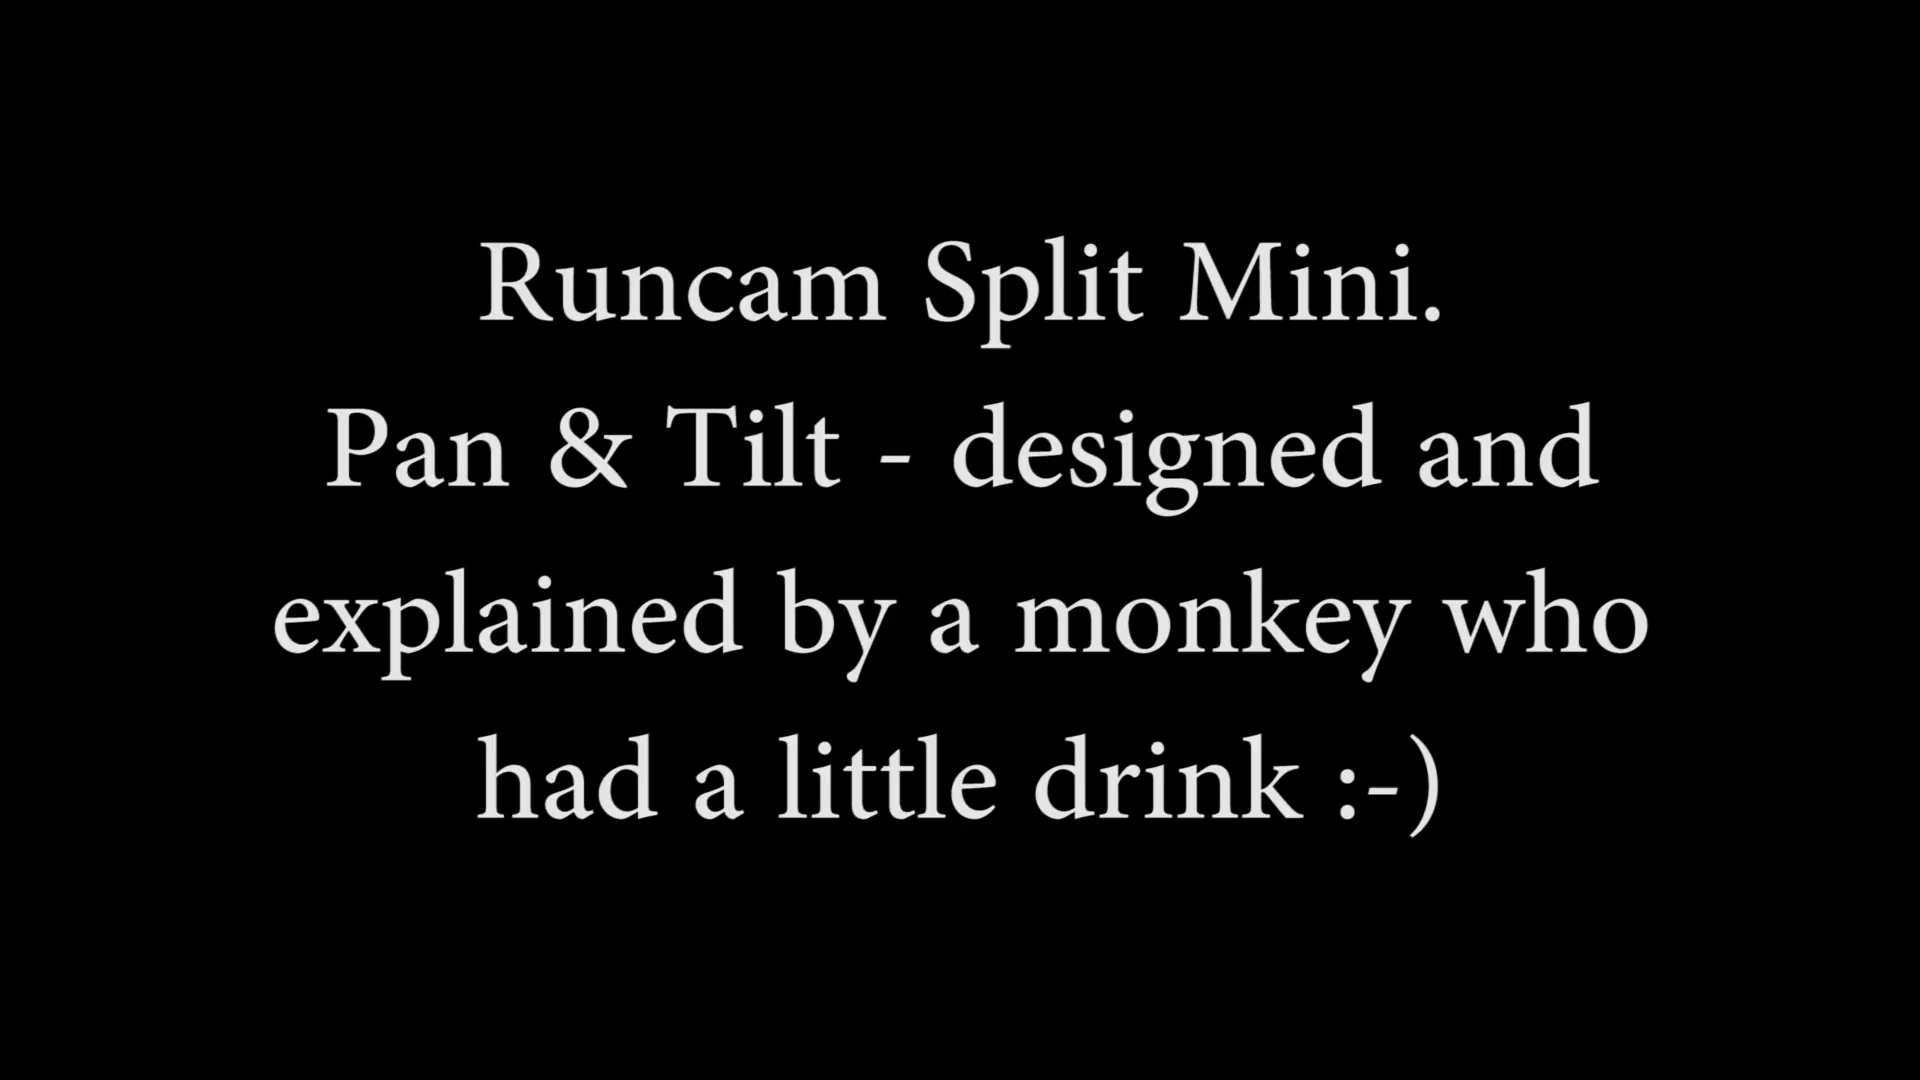 Runcam Split Mini.
Pan & Tilt - designed and
explained by a monkey who
had a little drink :-)